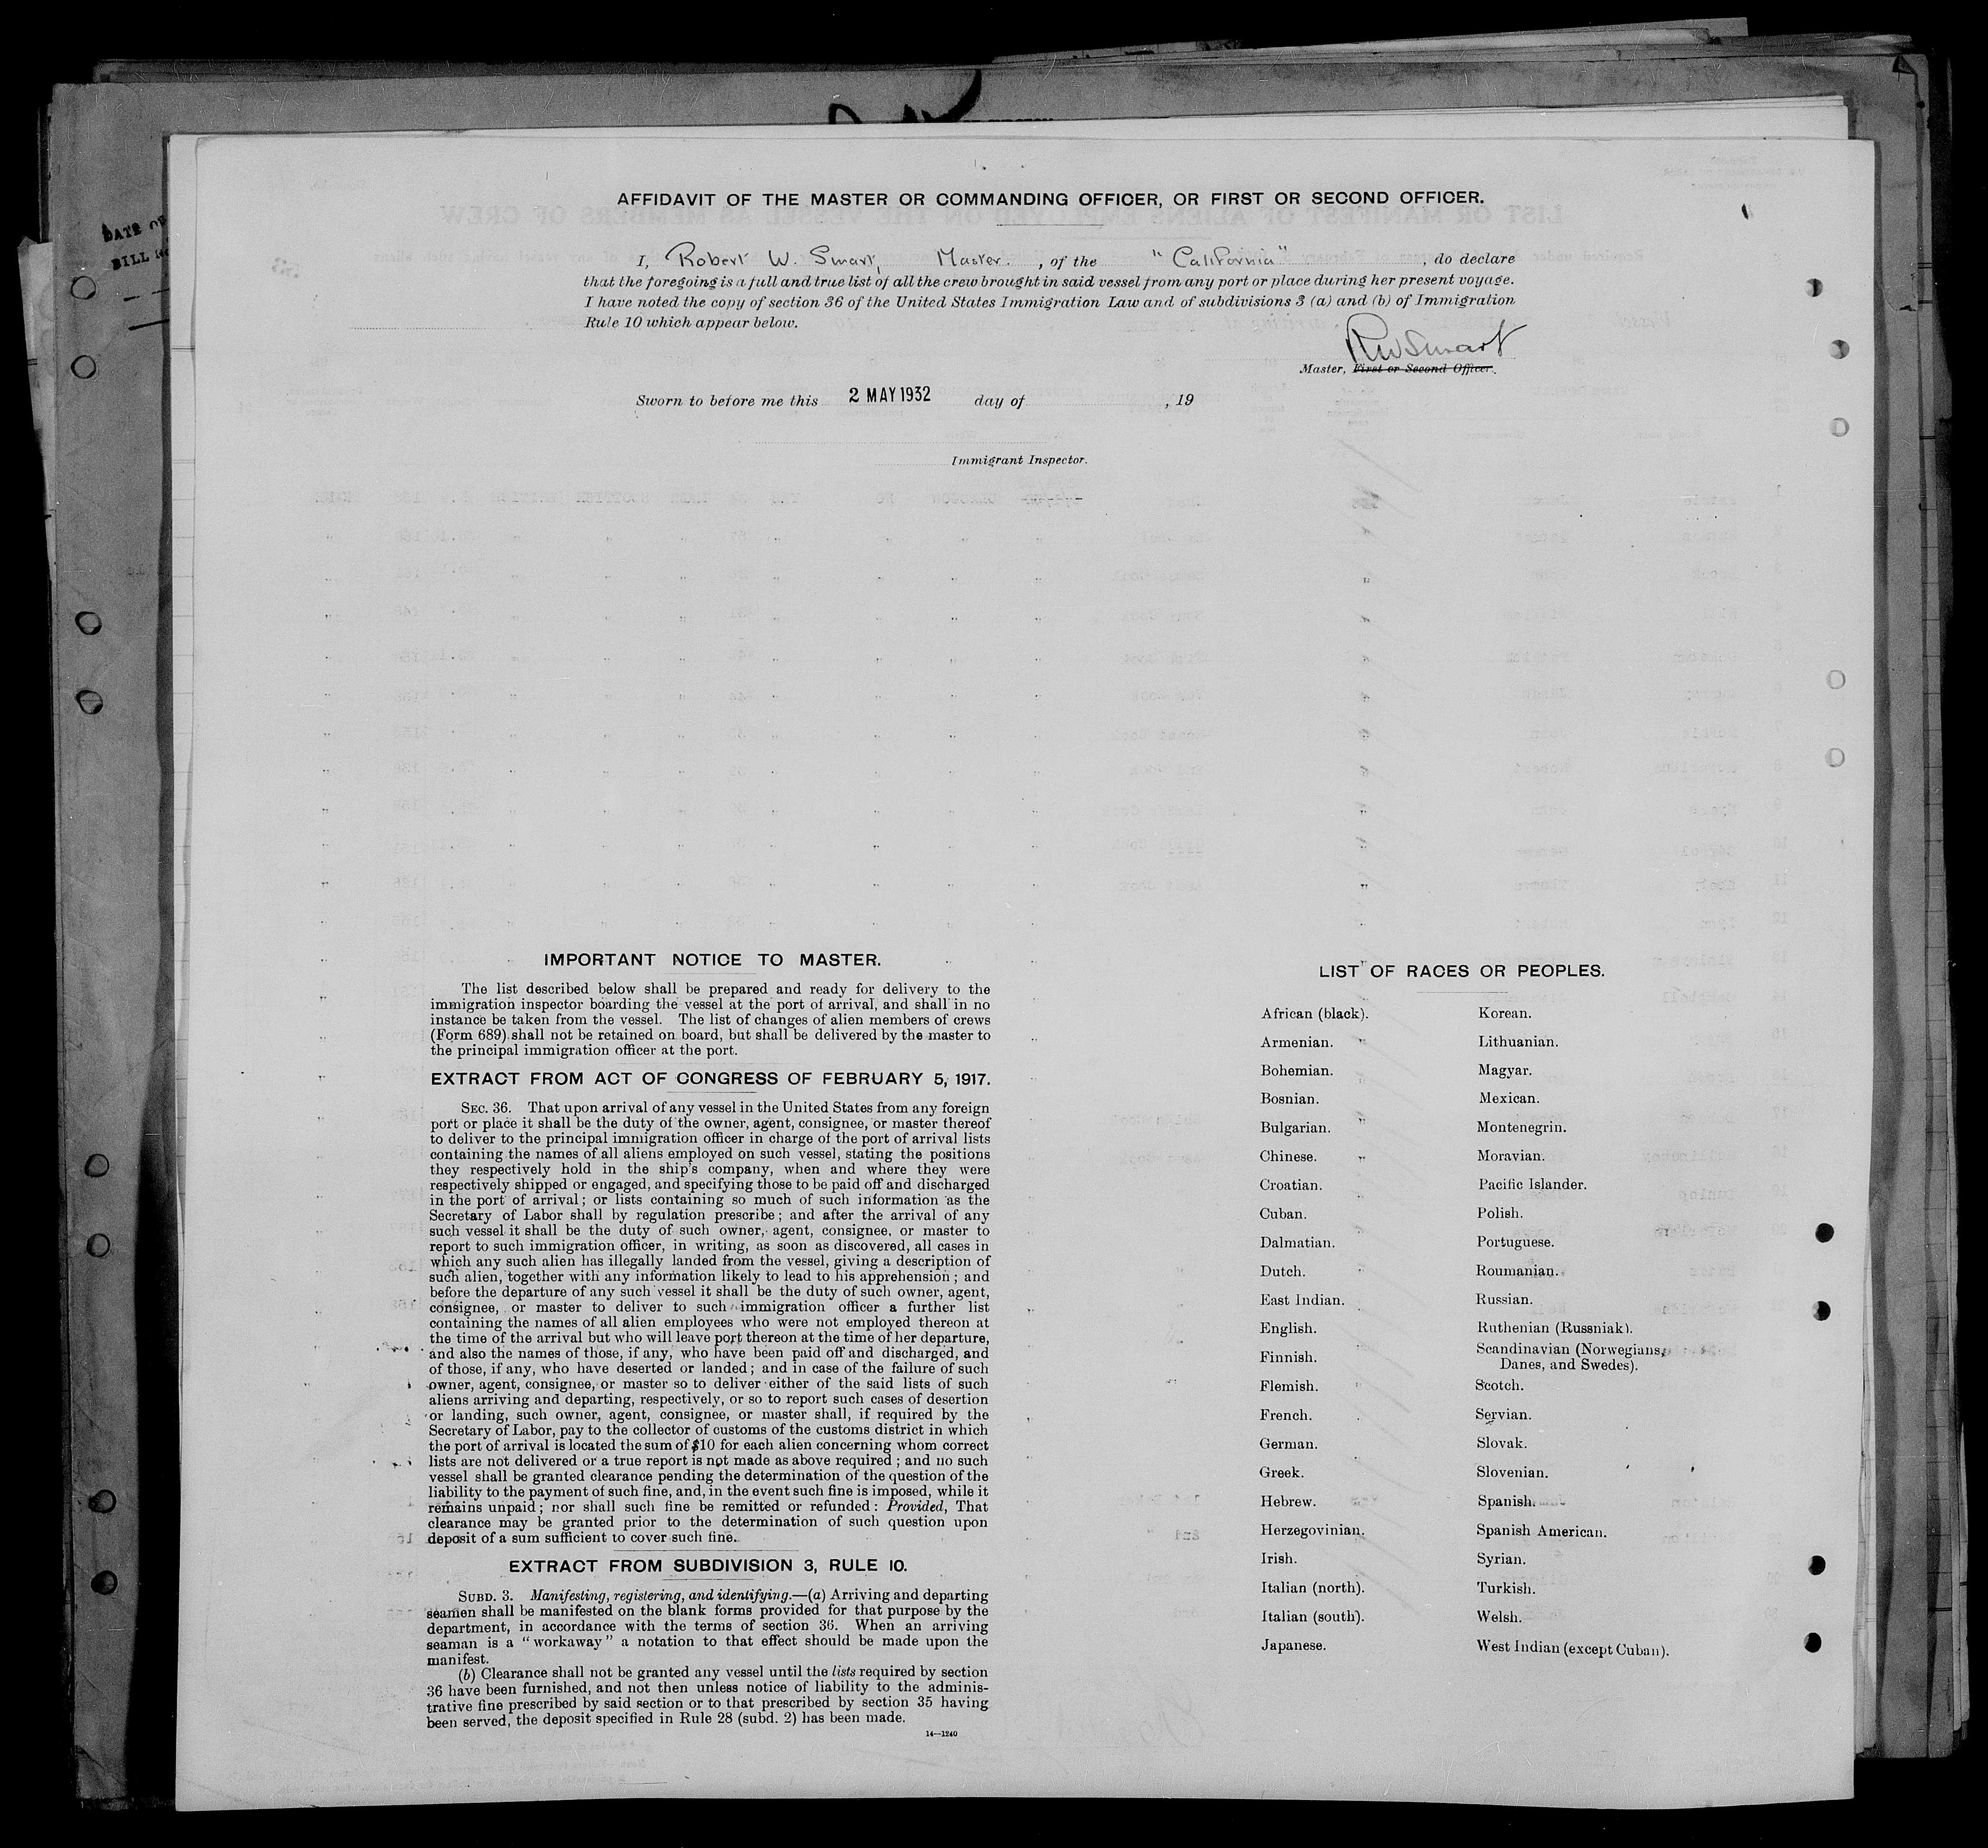 DATE OF
BILL
AFFIDAVIT OF THE MASTER OR COMMANDING OFFICER, OR FIRST OR SECOND OFFICER.
I, Robert W. Smart, Master. , of the "California" , do declare
that the foregoing is a full and true list of all the crew brought in said vessel from any port or place during her present voyage.
I have noted the copy of section 36 of the United States Immigration Law and of subdivisions 3 (a) and (b) of Immigration
Rule 10 which appear below.
RW Smart
Master, First or Second Officer.
Sworn to before me this 2 MAY 1932 day of , 19
Immigrant Inspector.
IMPORTANT NOTICE TO MASTER.
The list described below shall be prepared and ready for delivery to the
immigration inspector boarding the vessel at the port of arrival, and shall in no
instance be taken from the vessel. The list of changes of alien members of crews
(Form 689) shall not be retained on board, but shall be delivered by the master to
the principal immigration officer at the port.
EXTRACT FROM ACT OF CONGRESS OF FEBRUARY 5, 1917.
SEC. 36. That upon arrival of any vessel in the United States from any foreign
port or place it shall be the duty of the owner, agent, consignee, or master thereof
to deliver to the principal immigration officer in charge of the port of arrival lists
containing the names of all aliens employed on such vessel, stating the positions
they respectively hold in the ship's company, when and where they were
respectively shipped or engaged, and specifying those to be paid off and discharged
in the port of arrival; or lists containing so much of such information as the
Secretary of Labor shall by regulation prescribe; and after the arrival of any
such vessel it shall be the duty of such owner, agent, consignee, or master to
report to such immigration officer, in writing, as soon as discovered, all cases in
which any such alien has illegally landed from the vessel, giving a description of
such alien, together with any information likely to lead to his apprehension; and
before the departure of any such vessel it shall be the duty of such owner, agent,
consignee, or master to deliver to such immigration officer a further list
containing the names of all alien employees who were not employed thereon at
the time of the arrival but who will leave port thereon at the time of her departure,
and also the names of those, if any, who have been paid off and discharged, and
of those, if any, who have deserted or landed; and in case of the failure of such
owner, agent, consignee, or master so to deliver either of the said lists of such
aliens arriving and departing, respectively, or so to report such cases of desertion
or landing, such owner, agent, consignee, or master shall, if required by the
Secretary of Labor, pay to the collector of customs of the customs district in which
the port of arrival is located the sum of $10 for each alien concerning whom correct
lists are not delivered or a true report is not made as above required; and no such
vessel shall be granted clearance pending the determination of the question of the
liability to the payment of such fine, and, in the event such fine is imposed, while it
remains unpaid; nor shall such fine be remitted or refunded: Provided, That
clearance may be granted prior to the determination of such question upon
deposit of a sum sufficient to cover such fine.
EXTRACT FROM SUBDIVISION 3, RULE 10.
SUBD. 3. Manifesting, registering, and identifying.—(a) Arriving and departing
seamen shall be manifested on the blank forms provided for that purpose by the
department, in accordance with the terms of section 36. When an arriving
seaman is a "workaway" a notation to that effect should be made upon the
manifest.
(b) Clearance shall not be granted any vessel until the lists required by section
36 have been furnished, and not then unless notice of liability to the adminis-
trative fine prescribed by said section or to that prescribed by section 35 having
been served, the deposit specified in Rule 28 (subd. 2) has been made.
14—1240
LIST OF RACES OR PEOPLES.
African (black).
Armenian.
Bohemian.
Bosnian.
Bulgarian.
Chinese.
Croatian.
Cuban.
Dalmatian.
Dutch.
East Indian.
English.
Finnish.
Flemish.
French.
German.
Greek.
Hebrew.
Herzegovinian.
Irish.
Italian (north).
Italian (south).
Japanese.
Korean.
Lithuanian.
Magyar.
Mexican.
Montenegrin.
Moravian.
Pacific Islander.
Polish.
Portuguese.
Roumanian.
Russian.
Ruthenian (Russniak).
Scandinavian (Norwegians,
Danes, and Swedes).
Scotch.
Servian.
Slovak.
Slovenian.
Spanish.
Spanish American.
Syrian.
Turkish.
Welsh.
West Indian (except Cuban).